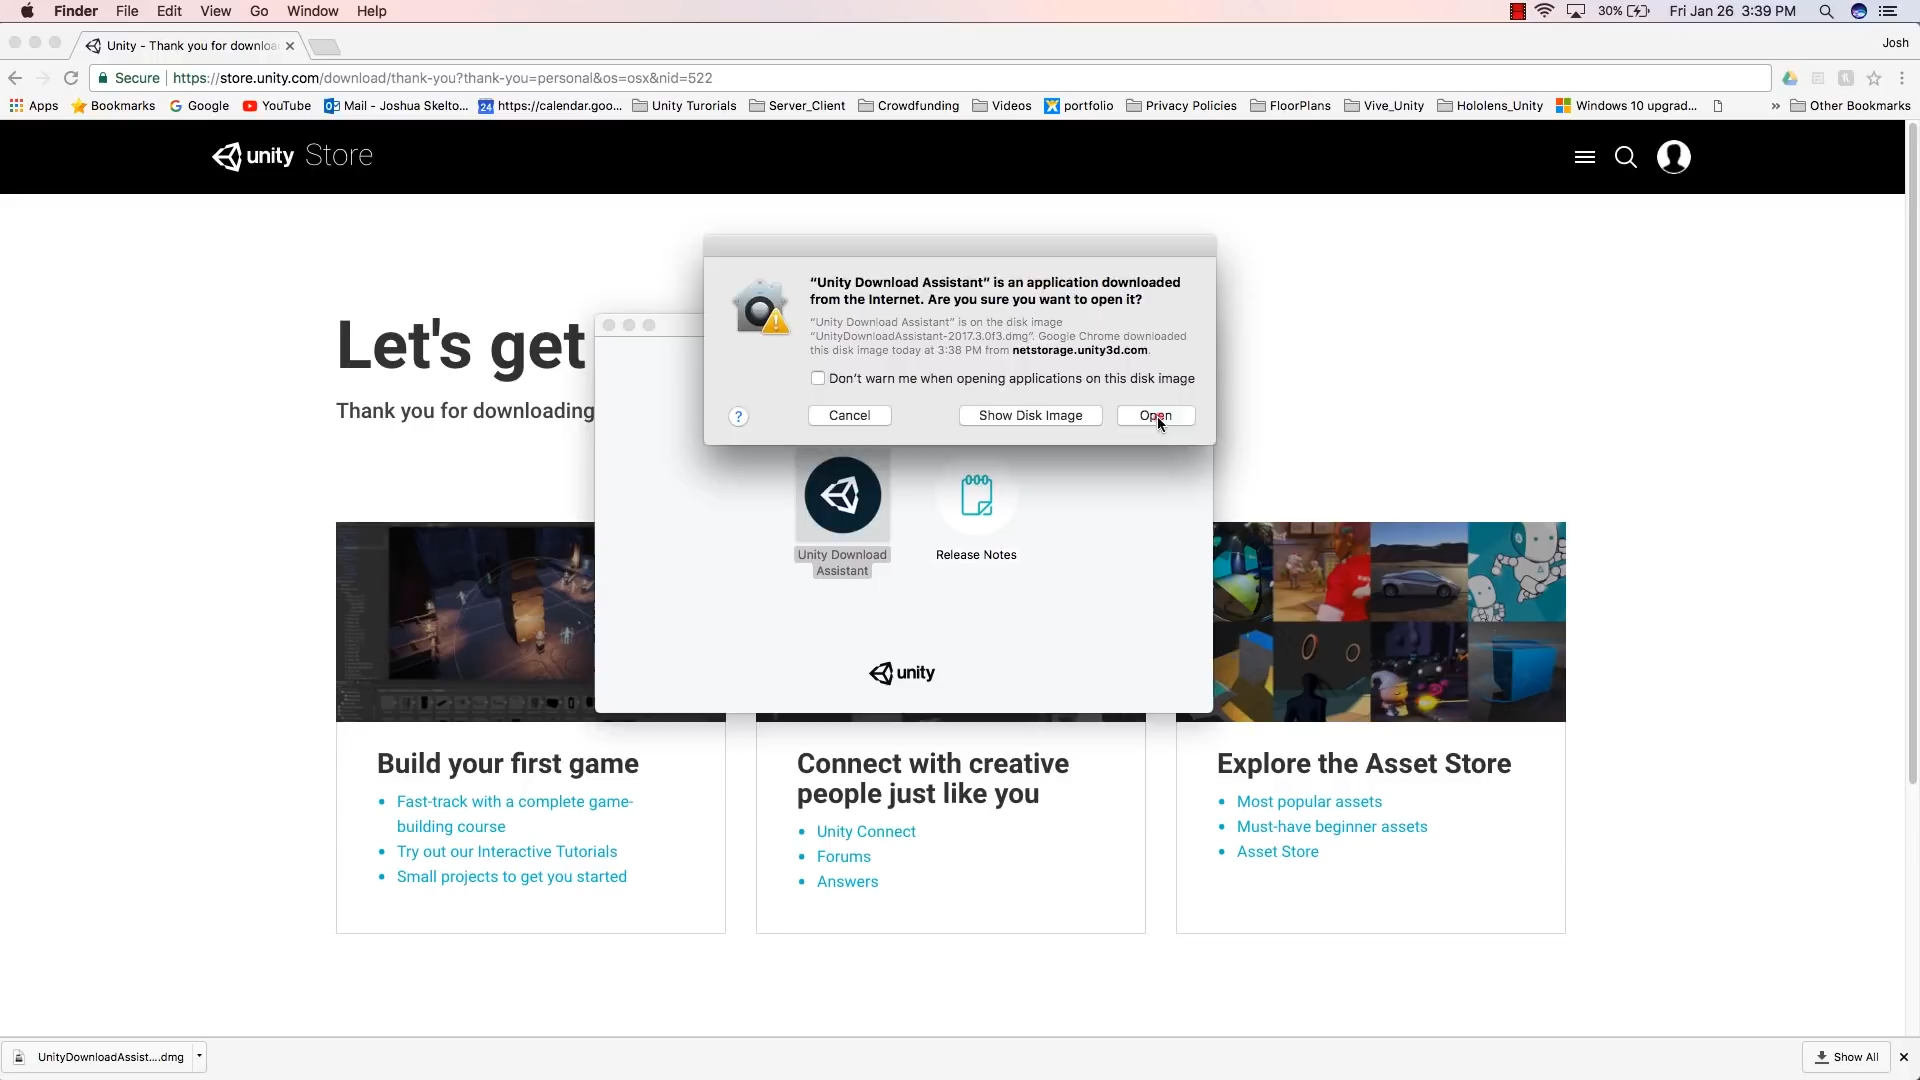 Finder File Edit View Go Window Help
30% Fri Jan 26 3:39 PM
Unity - Thank you for downloa
Josh
Secure https://store.unity.com/download/thank-you?thank-you=personal&os=osx&nid=522
Apps Bookmarks Google YouTube Mail - Joshua Skelto... 24 https://calendar.goo... Unity Turorials Server_Client Crowdfunding Videos portfolio Privacy Policies FloorPlans Vive_Unity Hololens_Unity Windows 10 upgrad... » Other Bookmarks
unity Store
“Unity Download Assistant” is an application downloaded
from the Internet. Are you sure you want to open it?
“Unity Download Assistant” is on the disk image
“UnityDownloadAssistant-2017.3.0f3.dmg”. Google Chrome downloaded
this disk image today at 3:38 PM from netstorage.unity3d.com.
Don’t warn me when opening applications on this disk image
? Cancel Show Disk Image Open
Let's get
Thank you for downloading
Unity Download
Assistant
Release Notes
unity
Build your first game
• Fast-track with a complete game-
building course
• Try out our Interactive Tutorials
• Small projects to get you started
Connect with creative
people just like you
• Unity Connect
• Forums
• Answers
Explore the Asset Store
• Most popular assets
• Must-have beginner assets
• Asset Store
UnityDownloadAssist....dmg
Show All